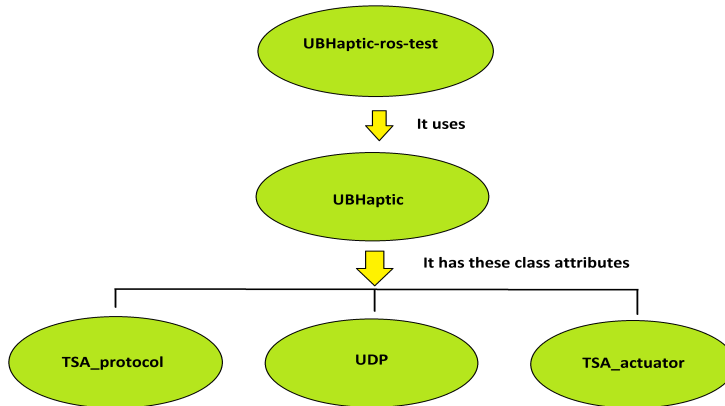 UBHaptic-ros-test
It uses
UBHaptic
It has these class attributes
TSA_protocol
UDP
TSA_actuator